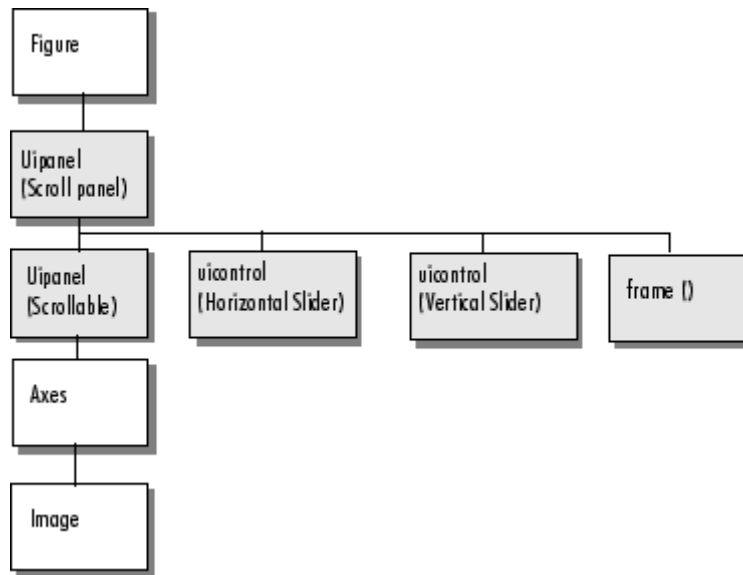 Figure
Uipanel
(Scroll panel)
Uipanel
(Scrollable)
uicontrol
(Horizontal Slider)
uicontrol
(Vertical Slider)
frame ()
Axes
Image